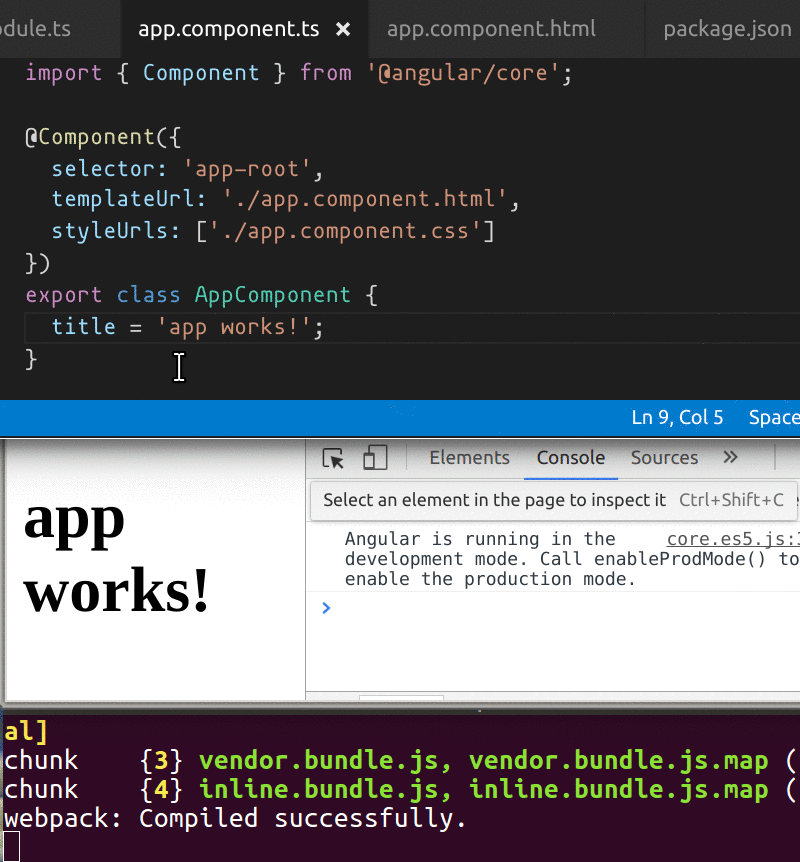 dule.ts app.component.ts × app.component.html package.json
import { Component } from '@angular/core';
@Component({
selector: 'app-root',
templateUrl: './app.component.html',
styleUrls: ['./app.component.css']
})
export class AppComponent {
title = 'app works!';
}
Ln 9, Col 5 Space
app
works!
Elements Console Sources »
Select an element in the page to inspect it Ctrl+Shift+C
Angular is running in the core.es5.js:3
development mode. Call enableProdMode() to
enable the production mode.
>
al]
chunk {3} vendor.bundle.js, vendor.bundle.js.map (
chunk {4} inline.bundle.js, inline.bundle.js.map (
webpack: Compiled successfully.